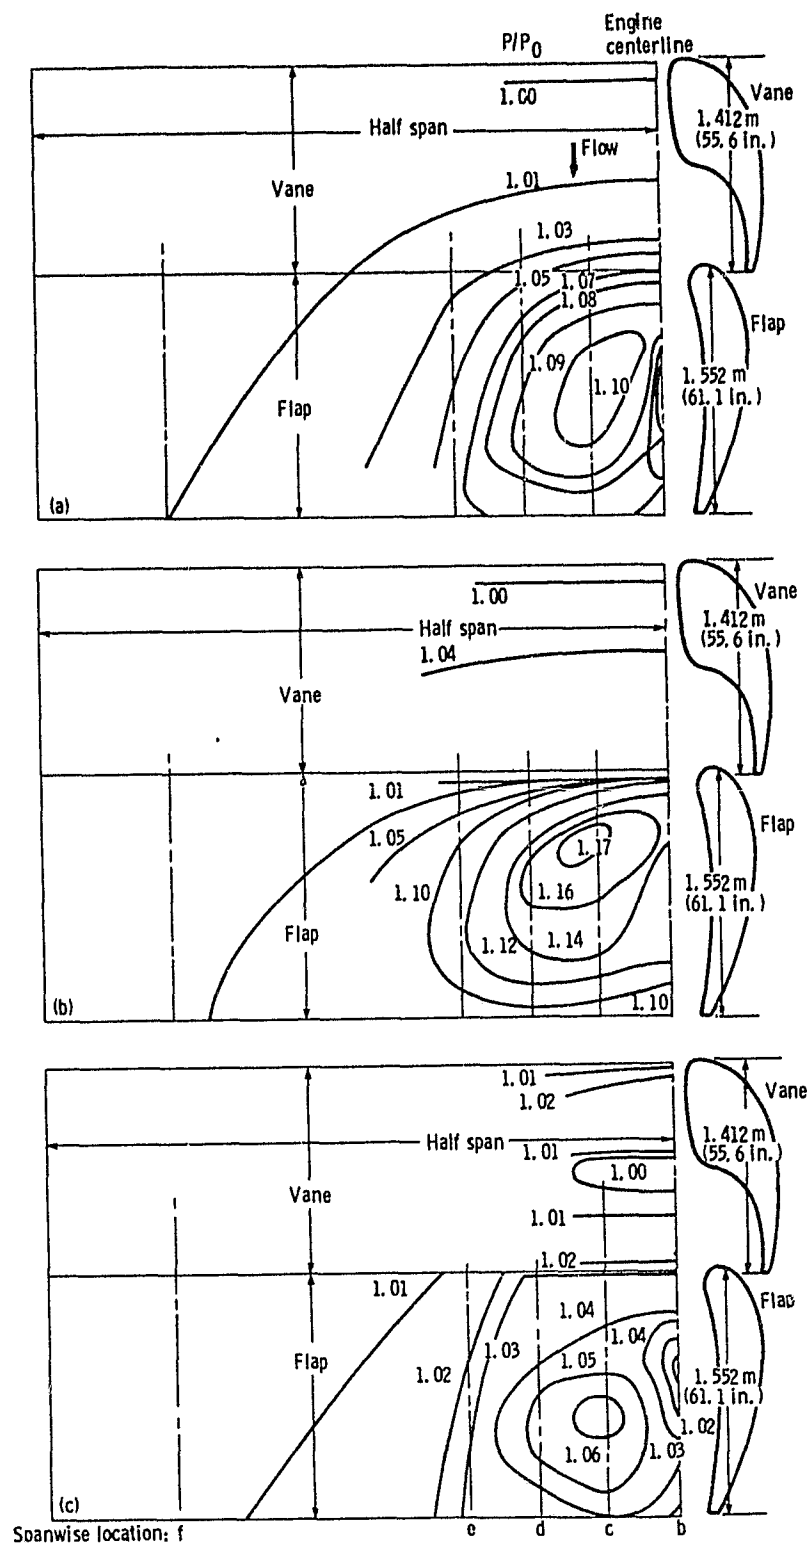 P/P0
Engine
centerline
1.00
Vane
1.412 m
(55.6 in.)
Half span
Flow
1.01
Vane
1.03
1.05
1.07
1.08
Flap
1.09
1.10
1.552 m
(61.1 in.)
Flap
(a)
1.00
Vane
1.412 m
(55.6 in.)
Half span
1.04
Vane
1.01
1.05
Flap
1.17
1.10
1.16
1.552 m
(61.1 in.)
Flap
1.12
1.14
1.10
(b)
1.01
1.02
Vane
1.412 m
(55.6 in.)
Half span
1.01
1.00
Vane
1.01
1.02
1.01
Flap
1.04
1.04
1.03
1.05
Flap
1.02
1.552 m
(61.1 in.)
1.02
1.06
1.03
(c)
Spanwise location: f
e
d
c
b